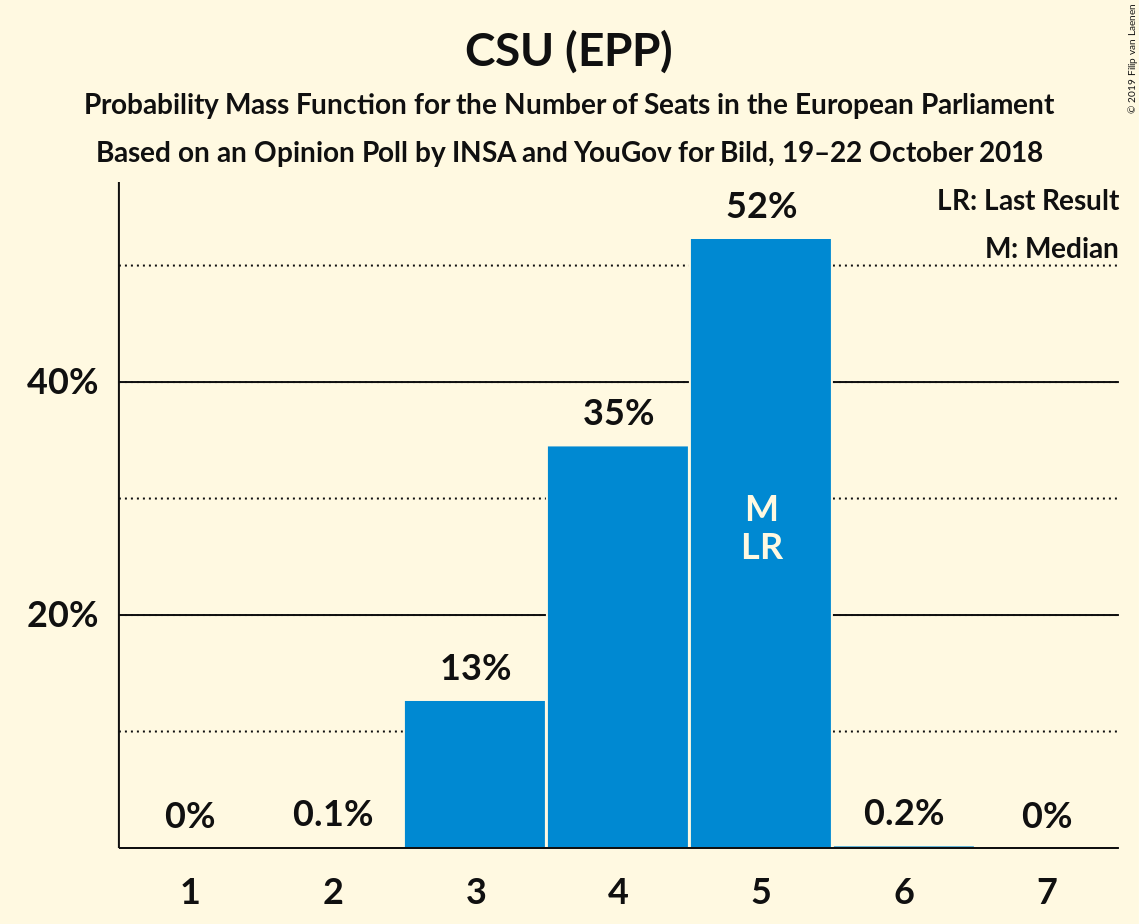 CSU (EPP)
Probability Mass Function for the Number of Seats in the European Parliament
Based on an Opinion Poll by INSA and YouGov for Bild, 19–22 October 2018
© 2019 Filip van Laenen
LR: Last Result
M: Median
52%
40%
35%
M
LR
20%
13%
0%
0.1%
0.2%
0%
1
2
3
4
5
6
7